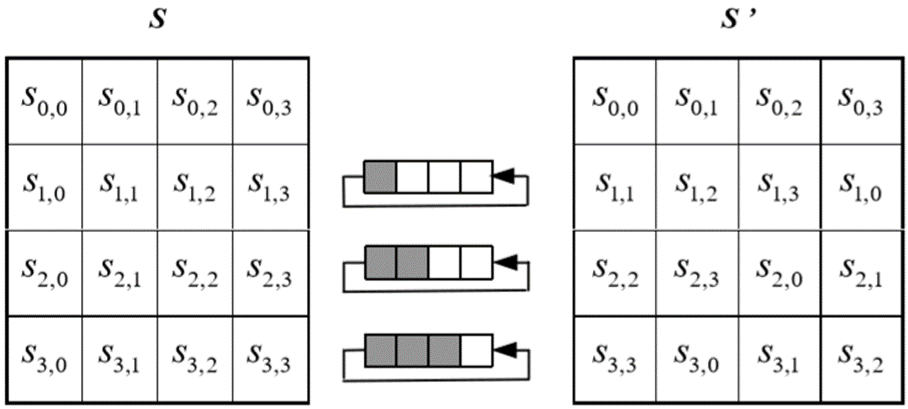 S S’
s0,0 s0,1 s0,2 s0,3 s0,0 s0,1 s0,2 s0,3
s1,0 s1,1 s1,2 s1,3 s1,1 s1,2 s1,3 s1,0
s2,0 s2,1 s2,2 s2,3 s2,2 s2,3 s2,0 s2,1
s3,0 s3,1 s3,2 s3,3 s3,3 s3,0 s3,1 s3,2